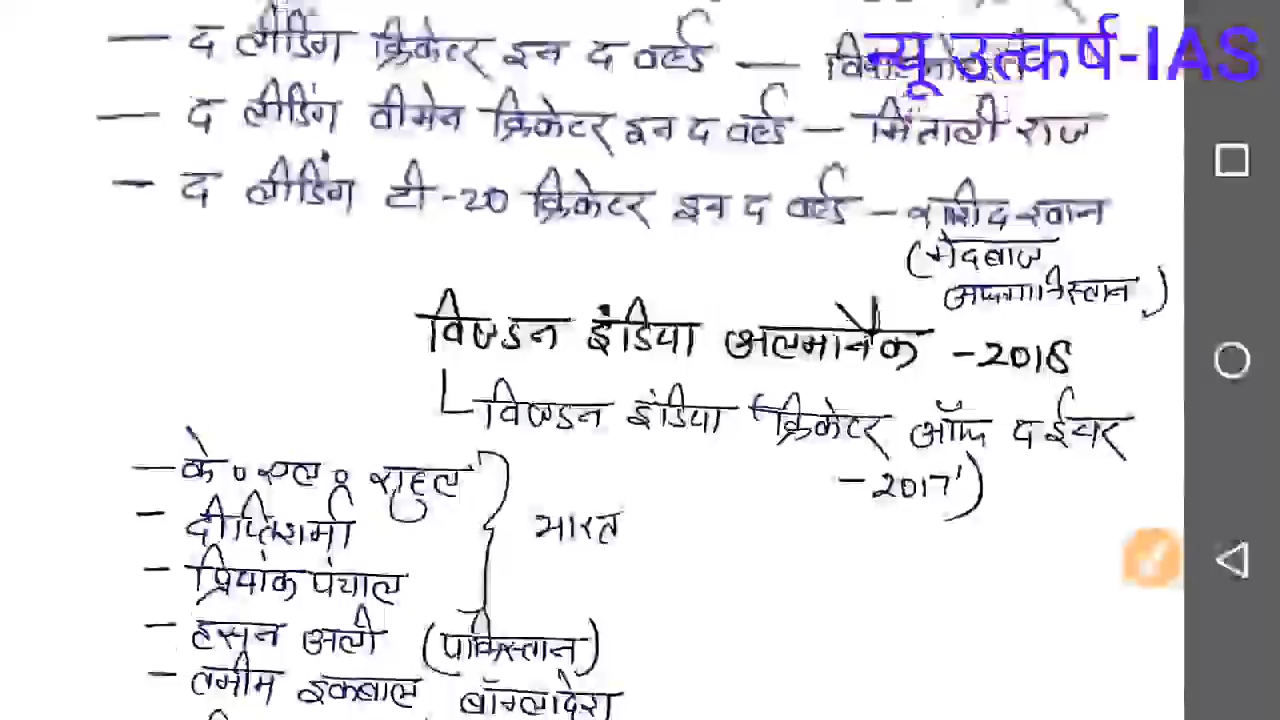 — द लीडिंग क्रिकेटर इन द वर्ल्ड —
न्यू उत्कर्ष-IAS
— द लीडिंग वीमेन क्रिकेटर इन द वर्ल्ड — मिताली राज
— द लीडिंग टी-20 क्रिकेटर इन द वर्ल्ड — राशिद खान
(गेंदबाज
अफगानिस्तान)
विजडन इंडिया अलमानैक -2018
विजडन इंडिया 'क्रिकेटर ऑफ द ईयर
-2017')
— के० एल० राहुल
- दीप्ति शर्मा
भारत
- प्रियांक पंचाल
- हसन अली (पाकिस्तान)
- तमीम इकबाल बॉग्लादेश